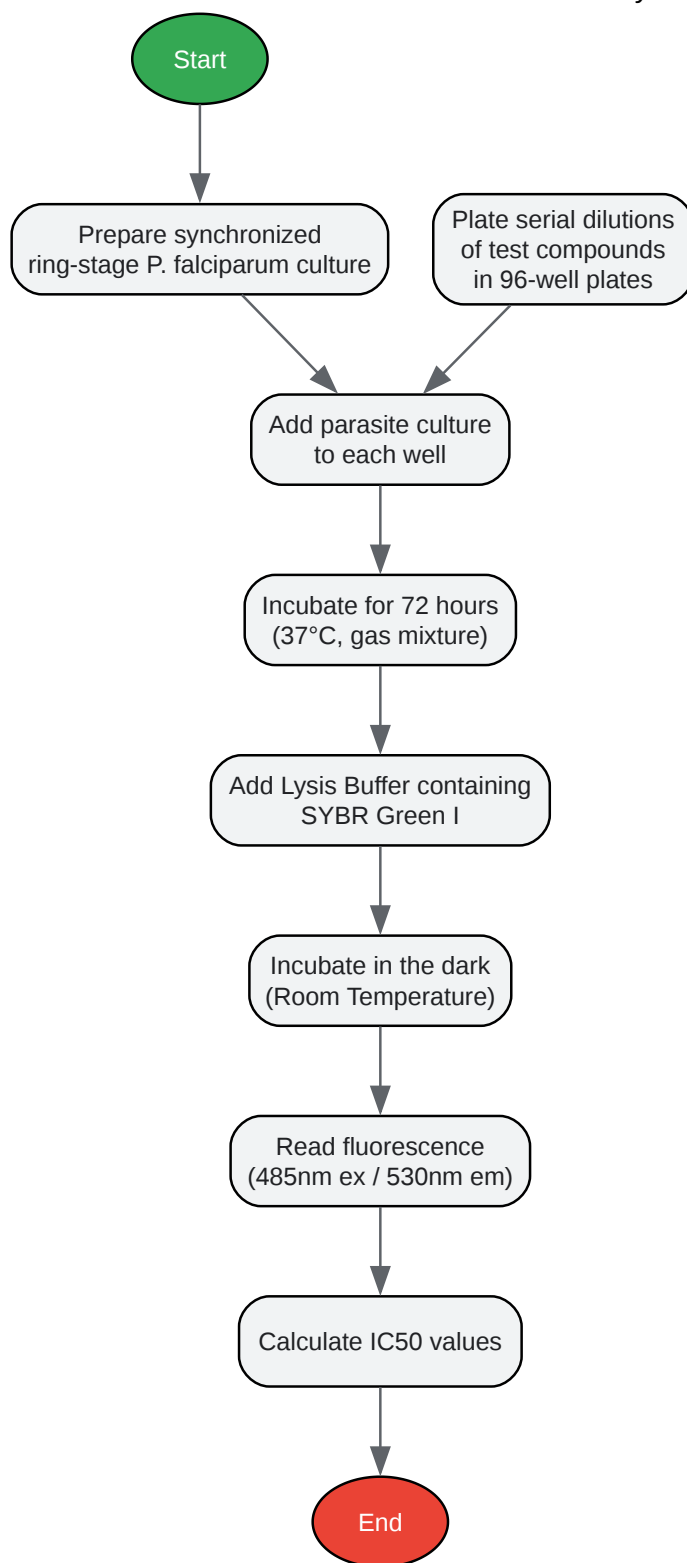 Start
Prepare synchronized
ring-stage P. falciparum culture
Plate serial dilutions
of test compounds
in 96-well plates
Add parasite culture
to each well
Incubate for 72 hours
(37°C, gas mixture)
Add Lysis Buffer containing
SYBR Green I
Incubate in the dark
(Room Temperature)
Read fluorescence
(485nm ex / 530nm em)
Calculate IC50 values
End